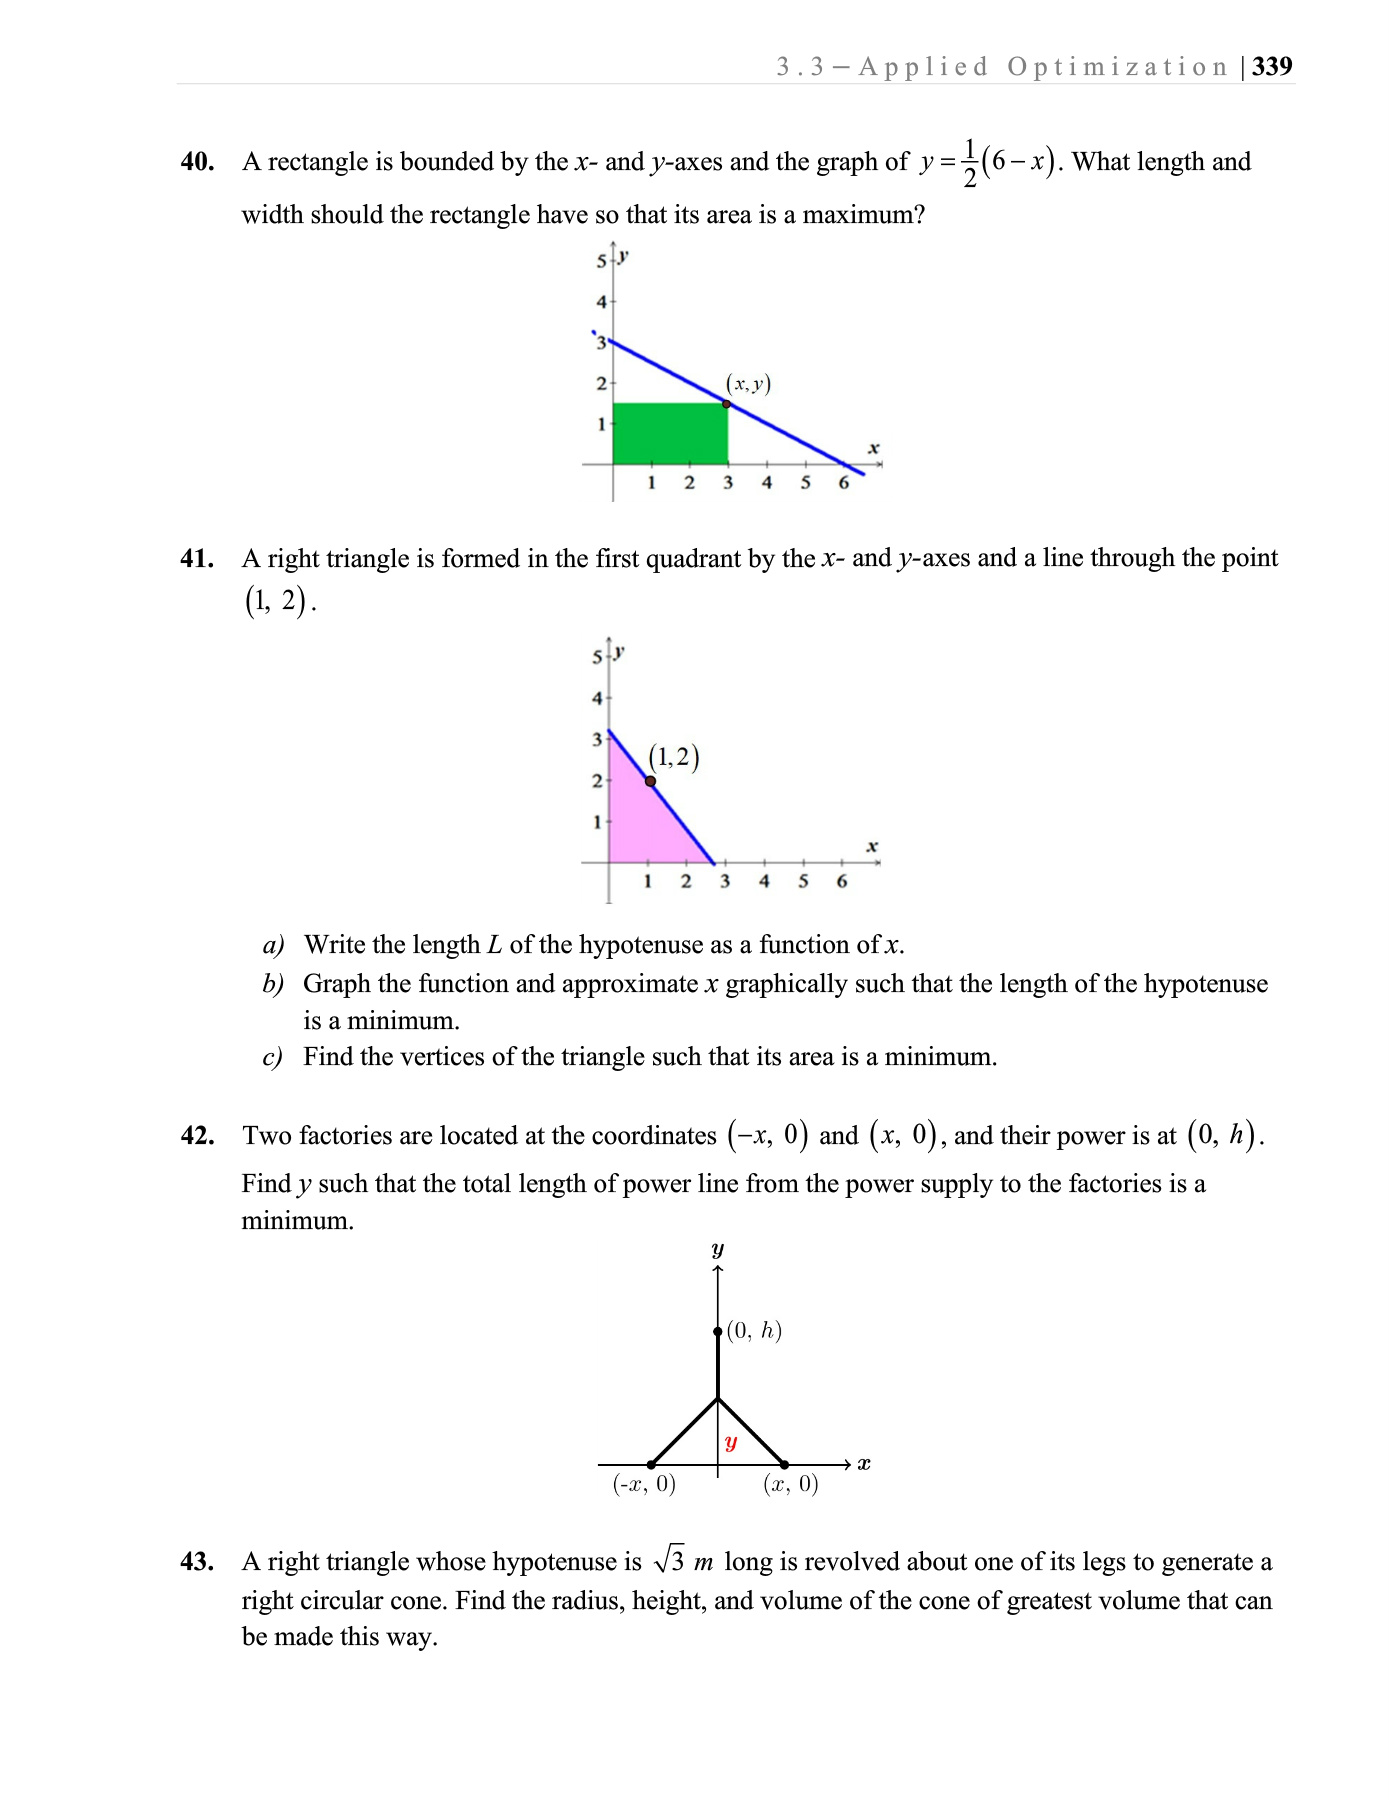 3.3 – Applied Optimization | 339
40. A rectangle is bounded by the x- and y-axes and the graph of y = 1/2 (6 − x). What length and
width should the rectangle have so that its area is a maximum?
5 y
4
3
2 (x, y)
1
x
1 2 3 4 5 6
41. A right triangle is formed in the first quadrant by the x- and y-axes and a line through the point
(1, 2).
5 y
4
3
(1, 2)
2
1
x
1 2 3 4 5 6
a) Write the length L of the hypotenuse as a function of x.
b) Graph the function and approximate x graphically such that the length of the hypotenuse
is a minimum.
c) Find the vertices of the triangle such that its area is a minimum.
42. Two factories are located at the coordinates (−x, 0) and (x, 0), and their power is at (0, h).
Find y such that the total length of power line from the power supply to the factories is a
minimum.
y
(0, h)
y
x
(-x, 0) (x, 0)
43. A right triangle whose hypotenuse is √3 m long is revolved about one of its legs to generate a
right circular cone. Find the radius, height, and volume of the cone of greatest volume that can
be made this way.